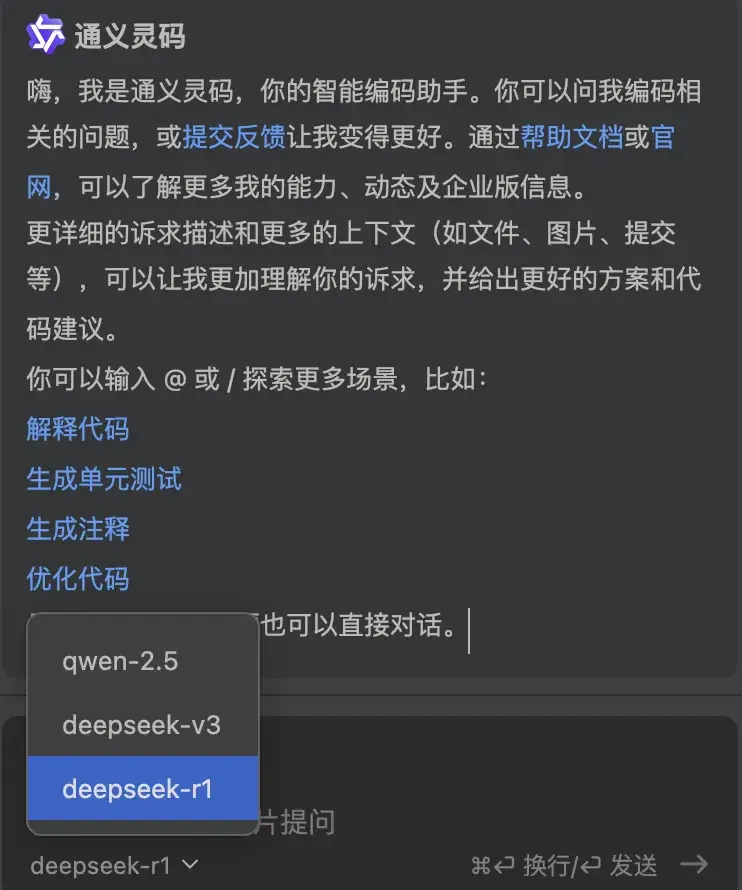 通义灵码
嗨，我是通义灵码，你的智能编码助手。你可以问我编码相
关的问题，或提交反馈让我变得更好。通过帮助文档或官
网，可以了解更多我的能力、动态及企业版信息。
更详细的诉求描述和更多的上下文（如文件、图片、提交
等），可以让我更加理解你的诉求，并给出更好的方案和代
码建议。
你可以输入 @ 或 / 探索更多场景，比如：
解释代码
生成单元测试
生成注释
优化代码
也可以直接对话。
qwen-2.5
deepseek-v3
deepseek-r1
片提问
deepseek-r1
⌘↩ 换行/↩ 发送